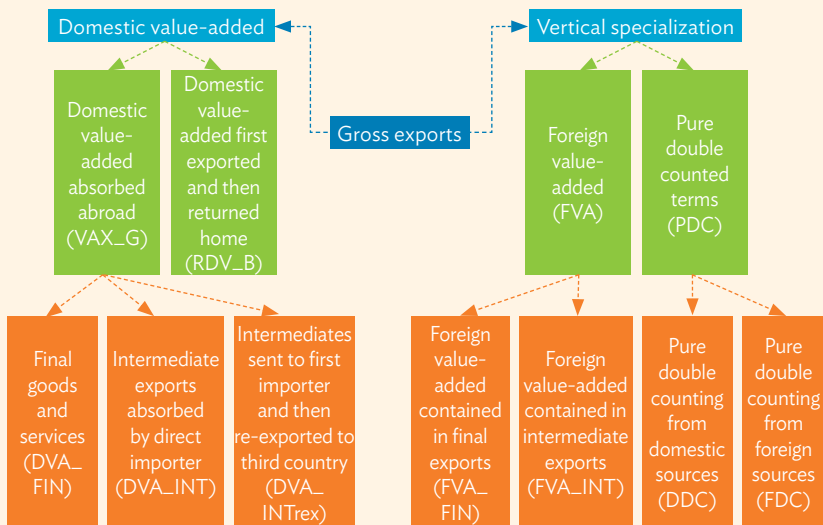 Domestic value-added
Vertical specialization
Gross exports
Domestic
value-
added
absorbed
abroad
(VAX_G)
Domestic
value-
added first
exported
and then
returned
home
(RDV_B)
Foreign
value-
added
(FVA)
Pure
double
counted
terms
(PDC)
Final
goods
and
services
(DVA_
FIN)
Intermediate
exports
absorbed
by direct
importer
(DVA_INT)
Intermediates
sent to first
importer
and then
re-exported to
third country
(DVA_
INTrex)
Foreign
value-
added
contained
in final
exports
(FVA_
FIN)
Foreign
value-added
contained in
intermediate
exports
(FVA_INT)
Pure
double
counting
from
domestic
sources
(DDC)
Pure
double
counting
from
foreign
sources
(FDC)